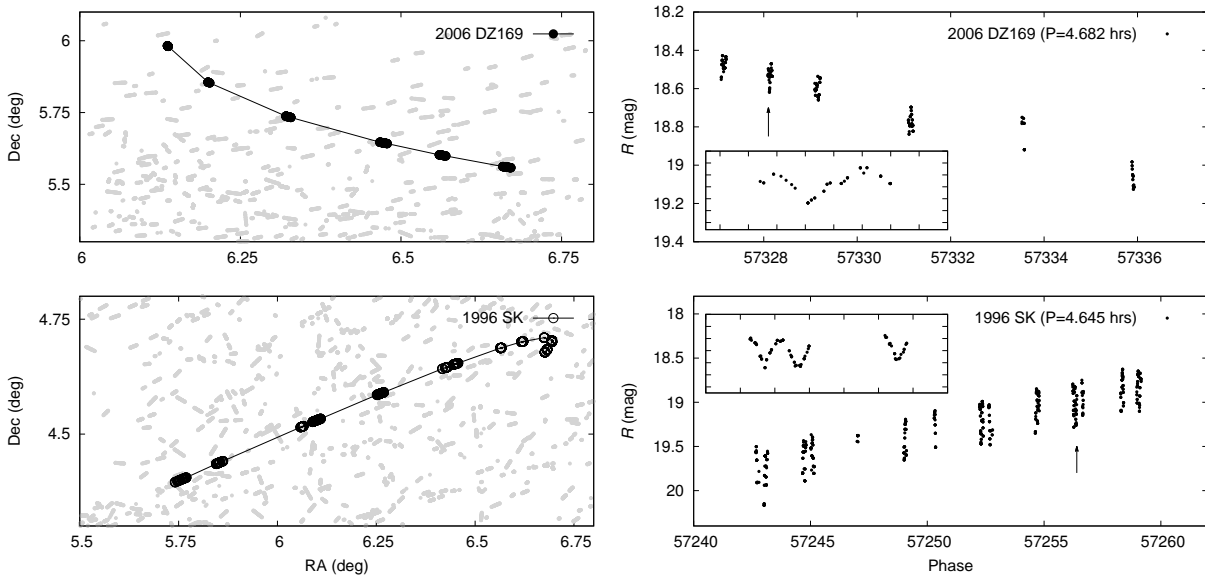 6
5.75
5.5
Dec (deg)
2006 DZ169
6 6.25 6.5 6.75
18.2
18.4
18.6
18.8
19
19.2
19.4
R (mag)
2006 DZ169 (P=4.682 hrs)
57328 57330 57332 57334 57336
4.75
4.5
Dec (deg)
1996 SK
5.5 5.75 6 6.25 6.5 6.75
RA (deg)
18
18.5
19
19.5
20
R (mag)
1996 SK (P=4.645 hrs)
57240 57245 57250 57255 57260
Phase